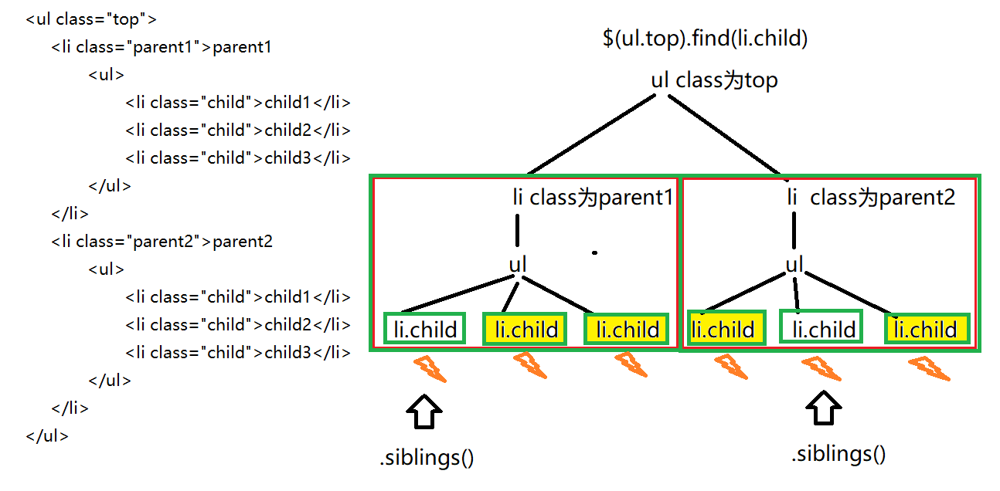 <ul class="top">
<li class="parent1">parent1
<ul>
<li class="child">child1</li>
<li class="child">child2</li>
<li class="child">child3</li>
</ul>
</li>
<li class="parent2">parent2
<ul>
<li class="child">child1</li>
<li class="child">child2</li>
<li class="child">child3</li>
</ul>
</li>
</ul>
$(ul.top).find(li.child)
ul class为top
li class为parent1
li class为parent2
ul
ul
li.child
li.child
li.child
li.child
li.child
li.child
.siblings()
.siblings()